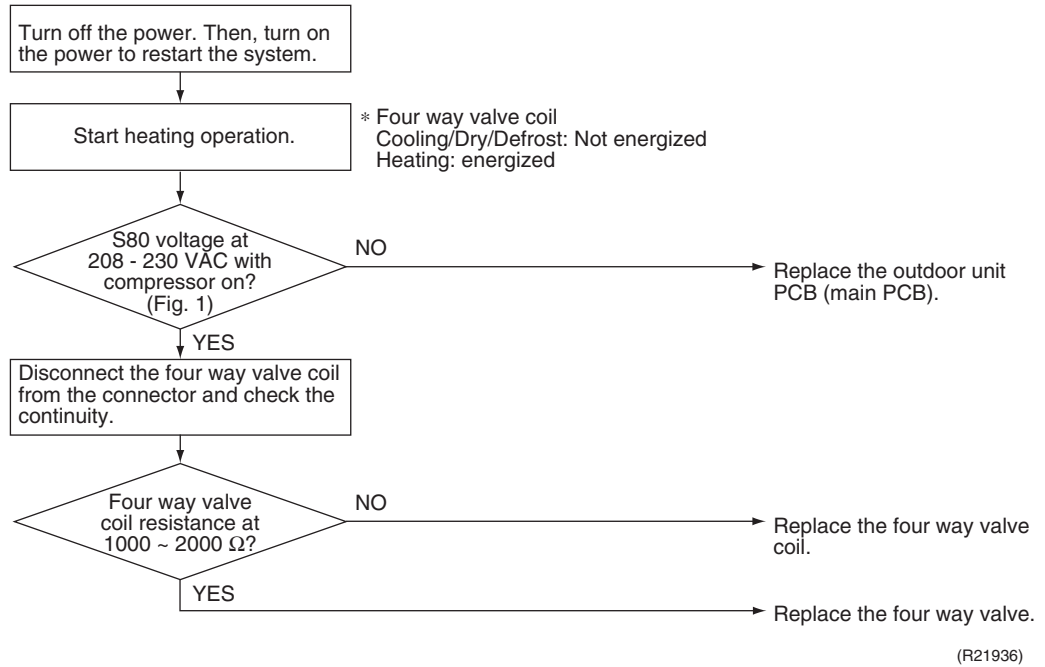 Turn off the power. Then, turn on
the power to restart the system.
Start heating operation.
* Four way valve coil
Cooling/Dry/Defrost: Not energized
Heating: energized
S80 voltage at
208 - 230 VAC with
compressor on?
(Fig. 1)
NO
Replace the outdoor unit
PCB (main PCB).
YES
Disconnect the four way valve coil
from the connector and check the
continuity.
Four way valve
coil resistance at
1000 ~ 2000 Ω?
NO
Replace the four way valve
coil.
YES
Replace the four way valve.
(R21936)